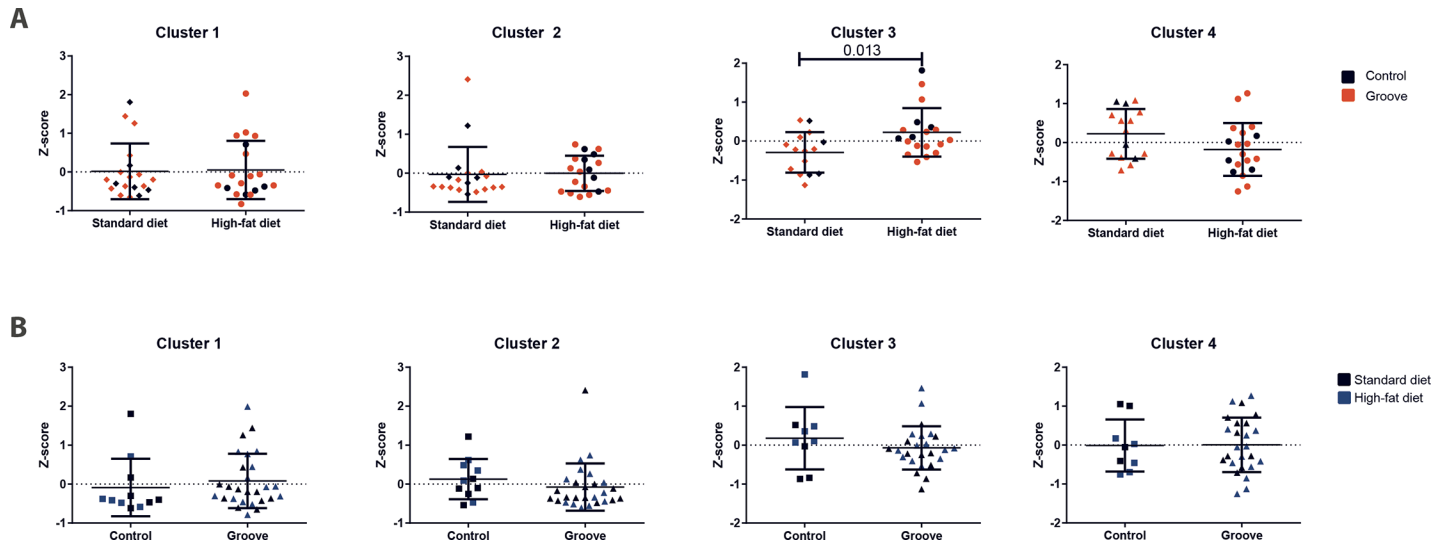 A
Cluster 1
Z-score
3
2
1
0
-1
Standard diet
High-fat diet
Cluster 2
Z-score
3
2
1
0
-1
Standard diet
High-fat diet
Cluster 3
0.013
Z-score
2
1
0
-1
-2
Standard diet
High-fat diet
Cluster 4
Z-score
2
1
0
-1
-2
Standard diet
High-fat diet
Control
Groove
B
Cluster 1
Z-score
3
2
1
0
-1
Control
Groove
Cluster 2
Z-score
3
2
1
0
-1
Control
Groove
Cluster 3
Z-score
2
1
0
-1
-2
Control
Groove
Cluster 4
Z-score
2
1
0
-1
-2
Control
Groove
Standard diet
High-fat diet